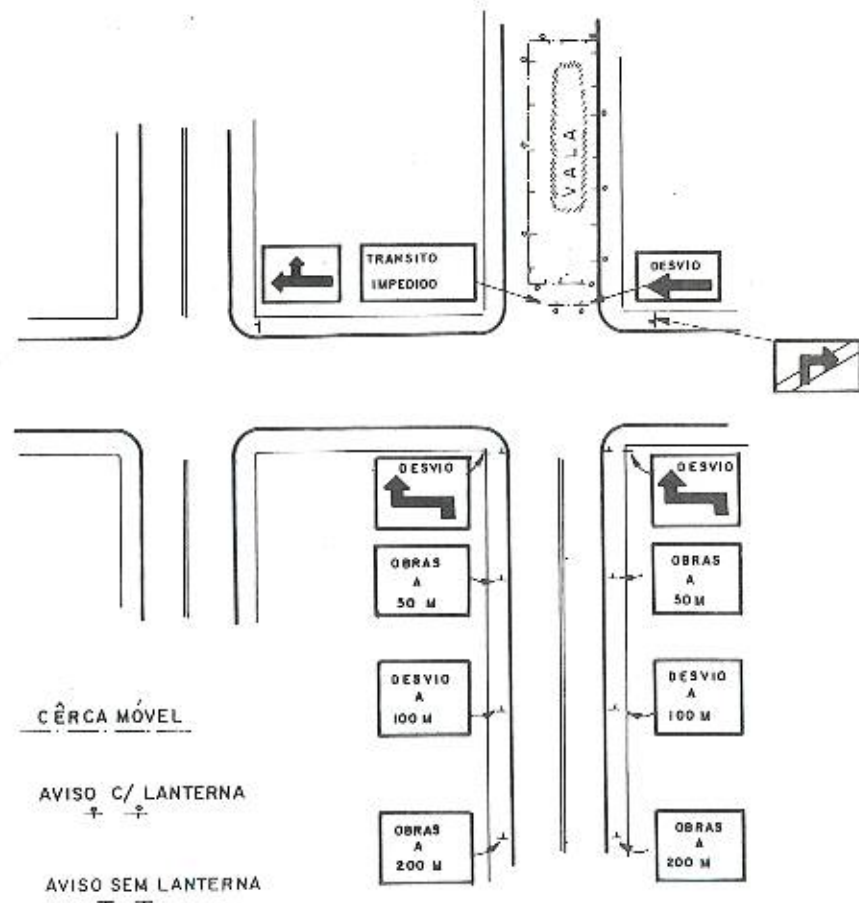 VALA
TRANSITO
IMPEDIDO
DESVIO
DESVIO
DESVIO
OBRAS
A
50 M
OBRAS
A
50 M
DESVIO
A
100 M
DESVIO
A
100 M
CÊRCA MÓVEL
AVISO C/ LANTERNA
OBRAS
A
200 M
OBRAS
A
200 M
AVISO SEM LANTERNA